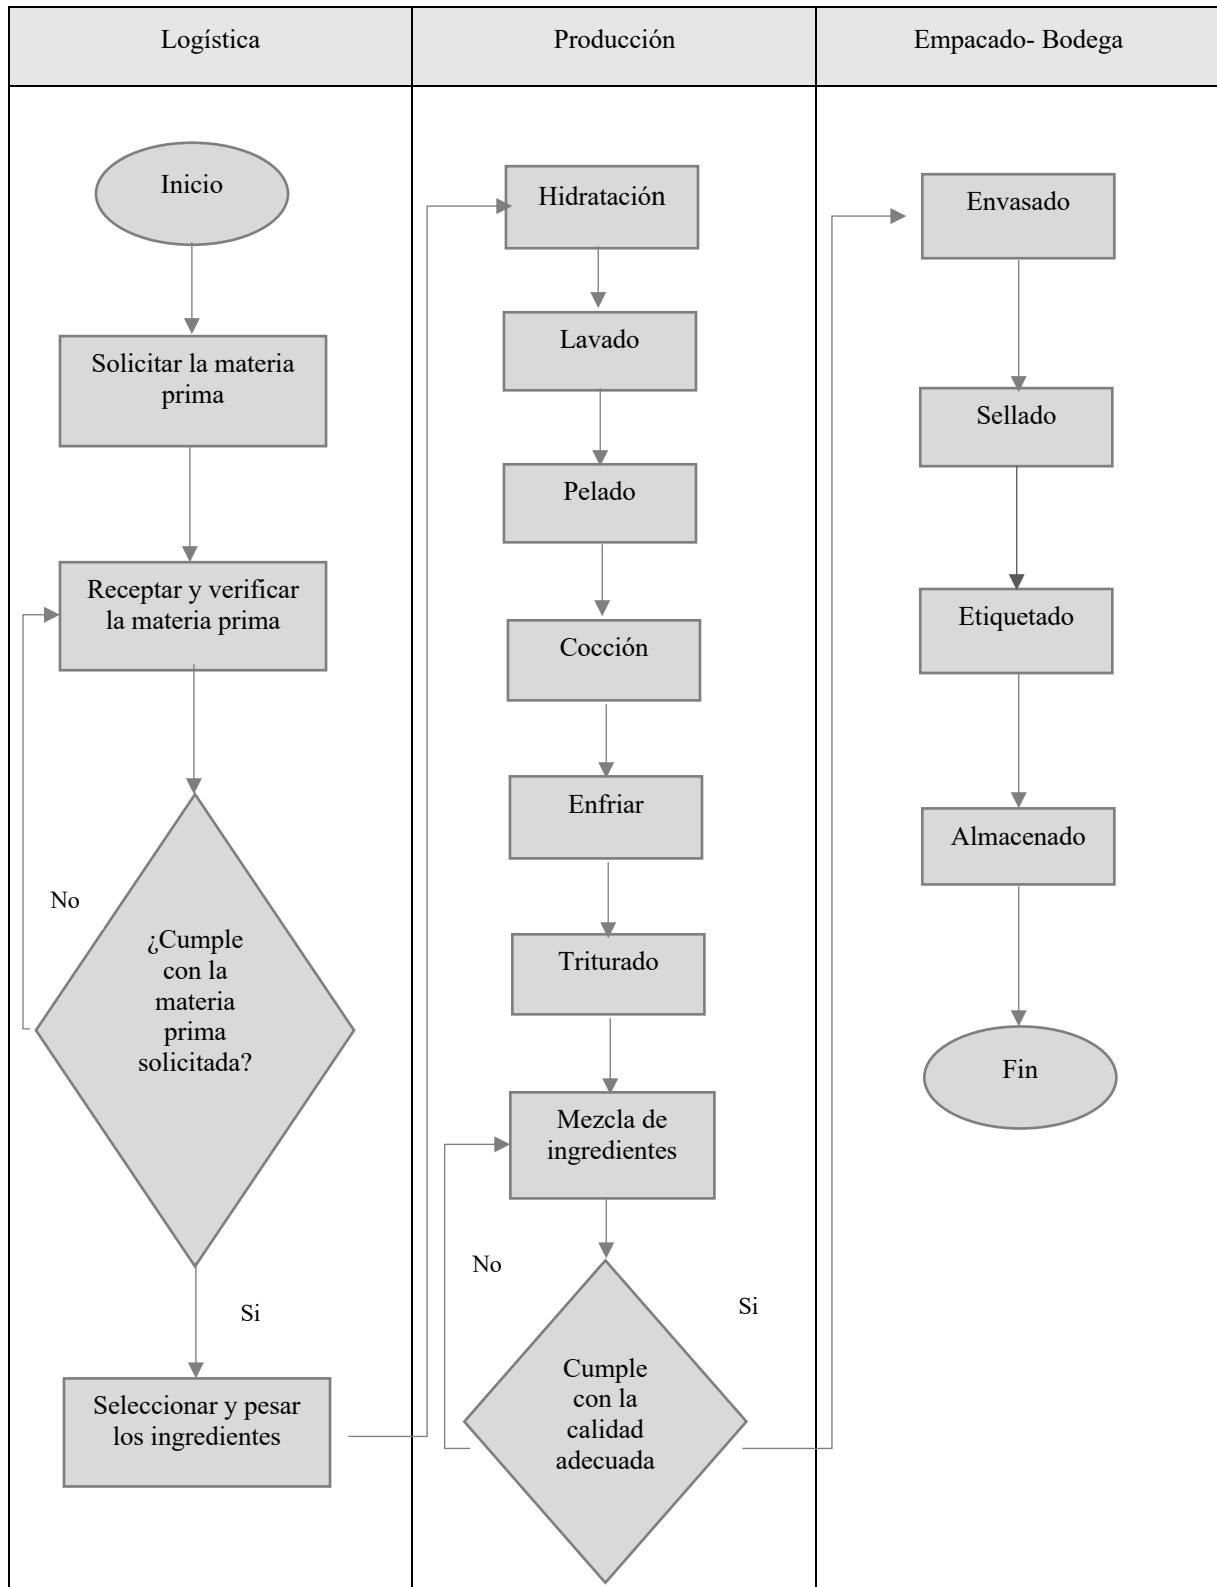 Logística
Producción
Empacado- Bodega
Inicio
Solicitar la materia
prima
Receptar y verificar
la materia prima
No
¿Cumple
con la
materia
prima
solicitada?
Si
Seleccionar y pesar
los ingredientes
Hidratación
Lavado
Pelado
Cocción
Enfriar
Triturado
Mezcla de
ingredientes
No
Si
Cumple
con la
calidad
adecuada
Envasado
Sellado
Etiquetado
Almacenado
Fin